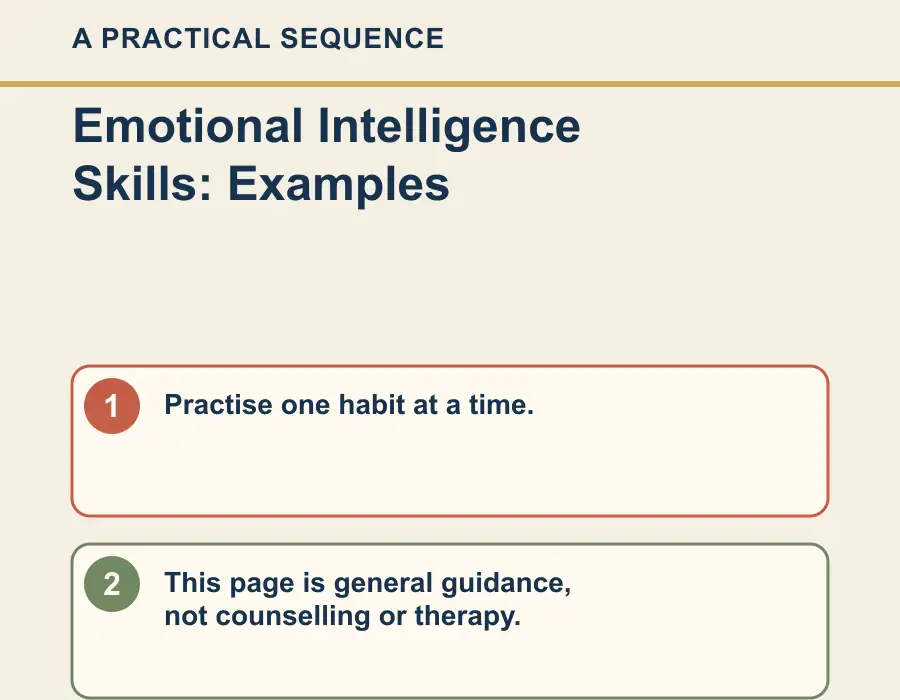 A PRACTICAL SEQUENCE
Emotional Intelligence
Skills: Examples
1
Practise one habit at a time.
2
This page is general guidance,
not counselling or therapy.